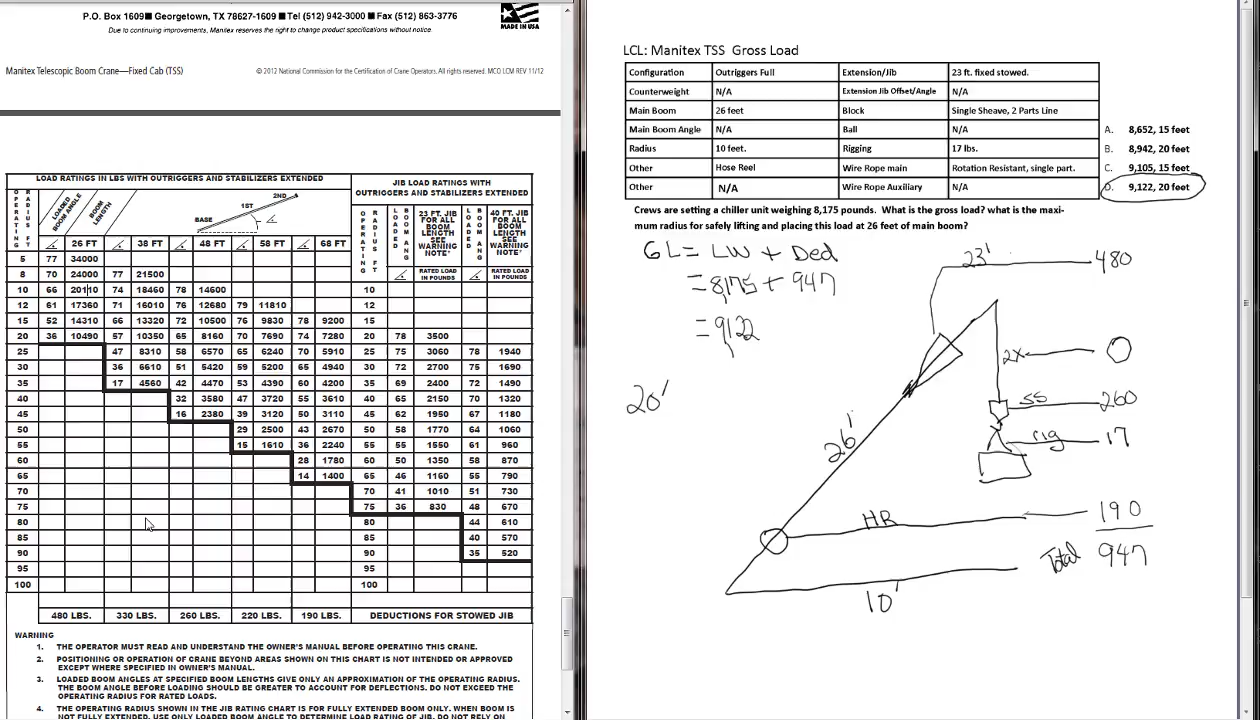 P.O. Box 1609■ Georgetown, TX 78627-1609 ■ Tel (512) 942-3000 ■ Fax (512) 863-3776
MADE IN USA
Due to continuing improvements, Manitex reserves the right to change product specifications without notice.
Manitex Telescopic Boom Crane—Fixed Cab (TSS)
© 2012 National Commission for the Certification of Crane Operators. All rights reserved. MCO LCM REV 11/12
LOAD RATINGS IN LBS WITH OUTRIGGERS AND STABILIZERS EXTENDED
JIB LOAD RATINGS WITH OUTRIGGERS AND STABILIZERS EXTENDED
OPERATING RADIUS FT
LOADED BOOM ANGLE
BOOM LENGTH
BASE 1ST 2ND
OPERATING RADIUS FT
LOADED BOOM ANG
23 FT. JIB FOR ALL BOOM LENGTH SEE WARNING NOTE*
LOADED BOOM ANG
40 FT. JIB FOR ALL BOOM LENGTH SEE WARNING NOTE*
26 FT 38 FT 48 FT 58 FT 68 FT
RATED LOAD IN POUNDS RATED LOAD IN POUNDS
5 77 34000
8 70 24000 77 21500
10 66 20110 74 18460 78 14600 10
12 61 17360 71 16010 76 12680 79 11810 12
15 52 14310 66 13320 72 10500 76 9830 78 9200 15
20 36 10490 57 10350 65 8160 70 7690 74 7280 20 78 3500
25 47 8310 58 6570 65 6240 70 5910 25 75 3060 78 1940
30 36 6610 51 5420 59 5200 65 4940 30 72 2700 75 1690
35 17 4560 42 4470 53 4390 60 4200 35 69 2400 72 1490
40 32 3580 47 3720 55 3610 40 65 2150 70 1320
45 16 2380 39 3120 50 3110 45 62 1950 67 1180
50 29 2500 43 2670 50 58 1770 64 1060
55 15 1610 36 2240 55 55 1550 61 960
60 28 1780 60 50 1350 58 870
65 14 1400 65 46 1160 55 790
70 70 41 1010 51 730
75 75 36 830 48 670
80 80 44 610
85 85 40 570
90 90 35 520
95 95
100 100
480 LBS. 330 LBS. 260 LBS. 220 LBS. 190 LBS. DEDUCTIONS FOR STOWED JIB
WARNING
1. THE OPERATOR MUST READ AND UNDERSTAND THE OWNER'S MANUAL BEFORE OPERATING THIS CRANE.
2. POSITIONING OR OPERATION OF CRANE BEYOND AREAS SHOWN ON THIS CHART IS NOT INTENDED OR APPROVED
EXCEPT WHERE SPECIFIED IN OWNER'S MANUAL.
3. LOADED BOOM ANGLES AT SPECIFIED BOOM LENGTHS GIVE ONLY AN APPROXIMATION OF THE OPERATING RADIUS.
THE BOOM ANGLE BEFORE LOADING SHOULD BE GREATER TO ACCOUNT FOR DEFLECTIONS. DO NOT EXCEED THE
OPERATING RADIUS FOR RATED LOADS.
4. THE OPERATING RADIUS SHOWN IN THE JIB RATING CHART IS FOR FULLY EXTENDED BOOM ONLY. WHEN BOOM IS
NOT FULLY EXTENDED, USE ONLY LOADED BOOM ANGLE TO DETERMINE LOAD RATING OF JIB. DO NOT RELY ON
LCL: Manitex TSS Gross Load
Configuration Outriggers Full Extension/Jib 23 ft. fixed stowed.
Counterweight N/A Extension Jib Offset/Angle N/A
Main Boom 26 feet Block Single Sheave, 2 Parts Line
Main Boom Angle N/A Ball N/A
Radius 10 feet. Rigging 17 lbs.
Other Hose Reel Wire Rope main Rotation Resistant, single part.
Other N/A Wire Rope Auxiliary N/A
A. 8,652, 15 feet
B. 8,942, 20 feet
C. 9,105, 15 feet
D. 9,122, 20 feet
Crews are setting a chiller unit weighing 8,175 pounds. What is the gross load? what is the maxi-
mum radius for safely lifting and placing this load at 26 feet of main boom?
GL = LW + Ded
= 8,175 + 947
= 9,122
20'
23' 480
2X
SS 260
rig 17
26'
HR 190
Total 947
10'